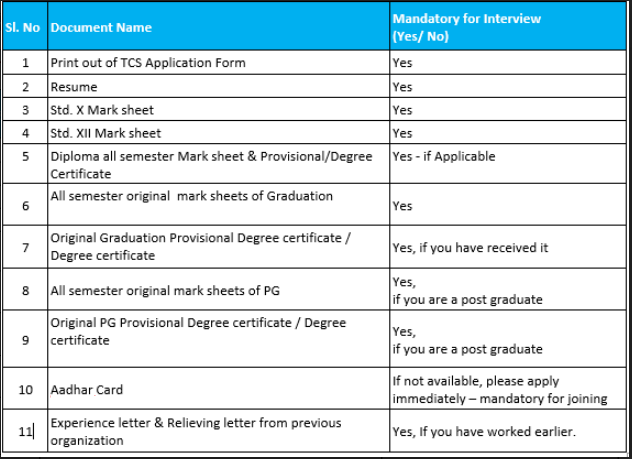 Sl. No Document Name Mandatory for Interview
(Yes/ No)
1 Print out of TCS Application Form Yes
2 Resume Yes
3 Std. X Mark sheet Yes
4 Std. XII Mark sheet Yes
5 Diploma all semester Mark sheet & Provisional/Degree Yes - if Applicable
Certificate
6 All semester original mark sheets of Graduation Yes
7 Original Graduation Provisional Degree certificate / Yes, if you have received it
Degree certificate
8 All semester original mark sheets of PG Yes,
if you are a post graduate
9 Original PG Provisional Degree certificate / Degree Yes,
certificate if you are a post graduate
10 Aadhar Card If not available, please apply
immediately – mandatory for joining
11 Experience letter & Relieving letter from previous Yes, If you have worked earlier.
organization